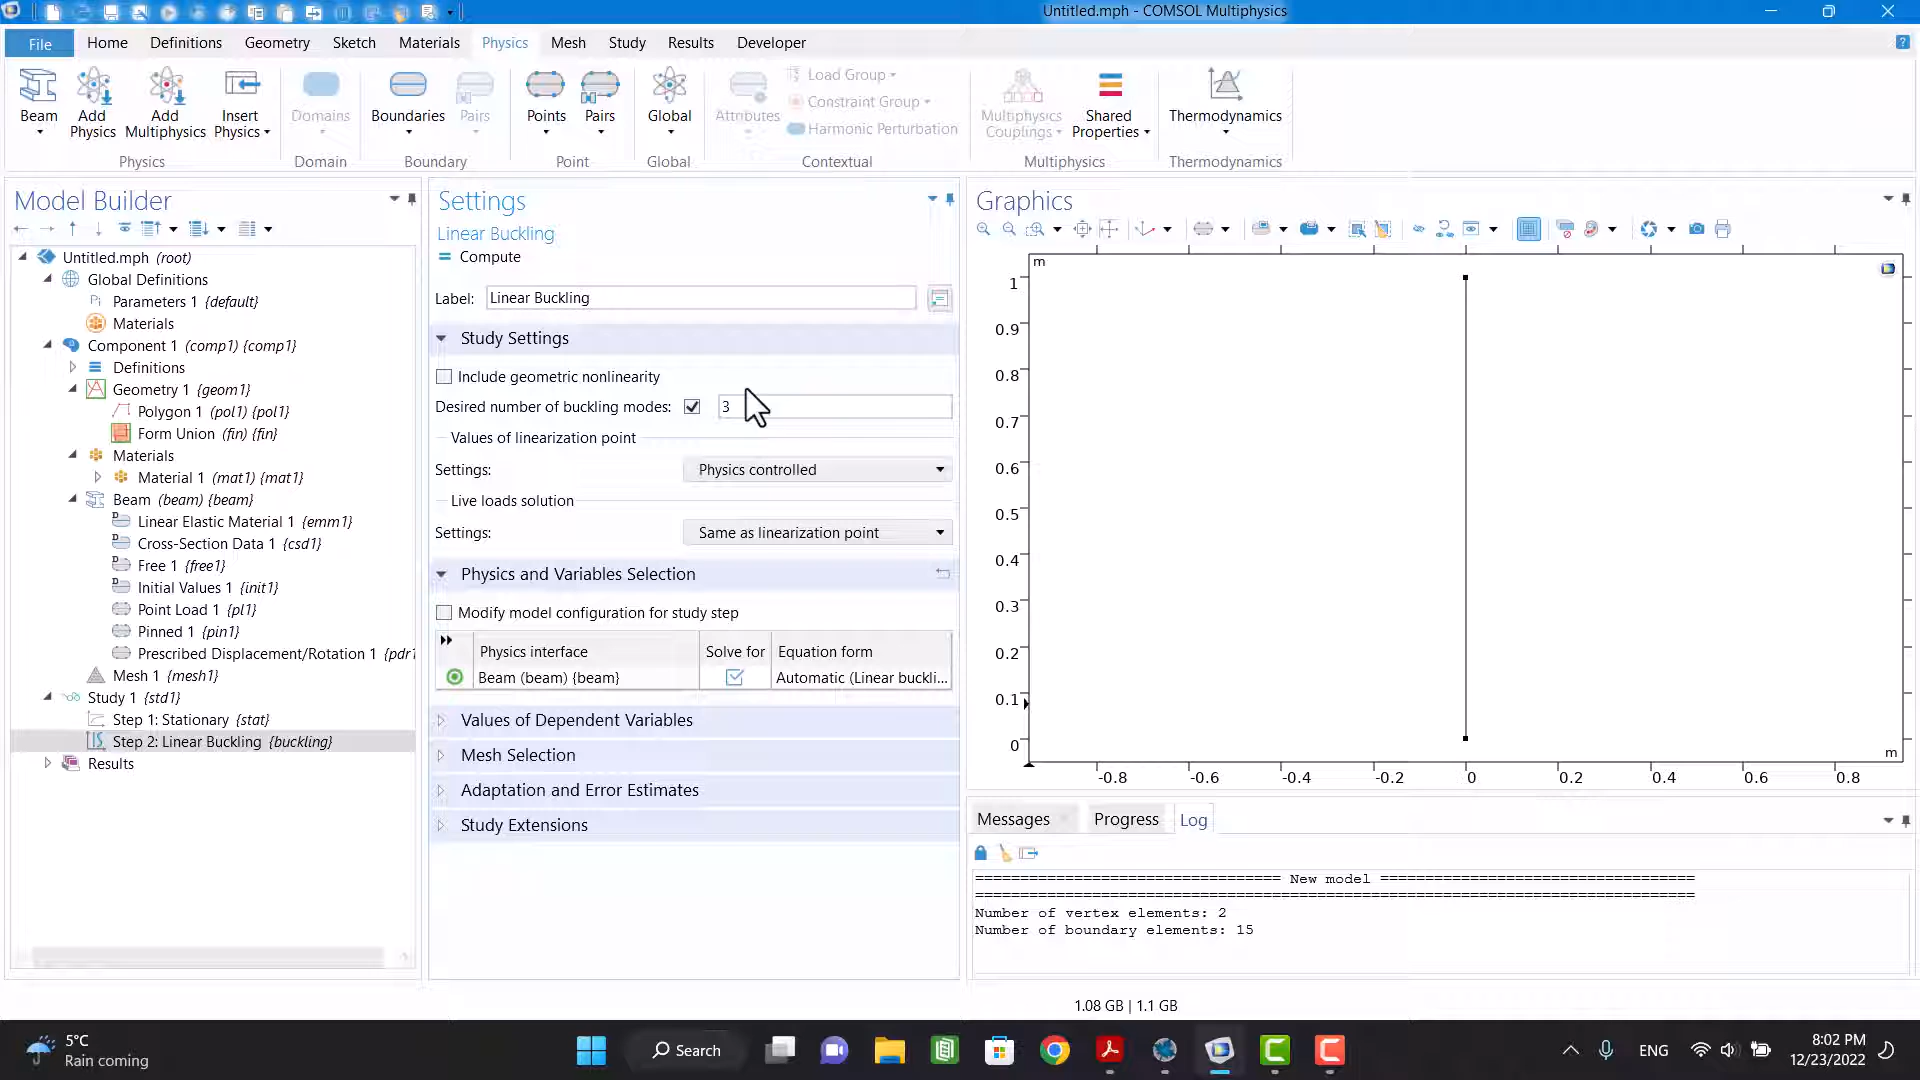 Untitled.mph - COMSOL Multiphysics
File
Home
Definitions
Geometry
Sketch
Materials
Physics
Mesh
Study
Results
Developer
Beam
Add Physics
Add Multiphysics
Insert Physics
Physics
Domains
Domain
Boundaries
Pairs
Boundary
Points
Pairs
Point
Global
Global
Attributes
Load Group
Constraint Group
Harmonic Perturbation
Contextual
Multiphysics Couplings
Shared Properties
Multiphysics
Thermodynamics
Thermodynamics
Model Builder
Untitled.mph (root)
Global Definitions
Pi Parameters 1 {default}
Materials
Component 1 (comp1) {comp1}
Definitions
Geometry 1 {geom1}
Polygon 1 (pol1) {pol1}
Form Union (fin) {fin}
Materials
Material 1 (mat1) {mat1}
Beam (beam) {beam}
Linear Elastic Material 1 {emm1}
Cross-Section Data 1 {csd1}
Free 1 {free1}
Initial Values 1 {init1}
Point Load 1 {pl1}
Pinned 1 {pin1}
Prescribed Displacement/Rotation 1 {pdr1
Mesh 1 {mesh1}
Study 1 {std1}
Step 1: Stationary {stat}
Step 2: Linear Buckling {buckling}
Results
Settings
Linear Buckling
= Compute
Label: Linear Buckling
Study Settings
Include geometric nonlinearity
Desired number of buckling modes: 3
Values of linearization point
Settings: Physics controlled
Live loads solution
Settings: Same as linearization point
Physics and Variables Selection
Modify model configuration for study step
Physics interface Solve for Equation form
Beam (beam) {beam} Automatic (Linear buckli...
Values of Dependent Variables
Mesh Selection
Adaptation and Error Estimates
Study Extensions
Graphics
m
1
0.9
0.8
0.7
0.6
0.5
0.4
0.3
0.2
0.1
0
m
-0.8 -0.6 -0.4 -0.2 0 0.2 0.4 0.6 0.8
Messages
Progress
Log
================================= New model ==================================
Number of vertex elements: 2
Number of boundary elements: 15
1.08 GB | 1.1 GB
5°C
Rain coming
Search
ENG
8:02 PM
12/23/2022